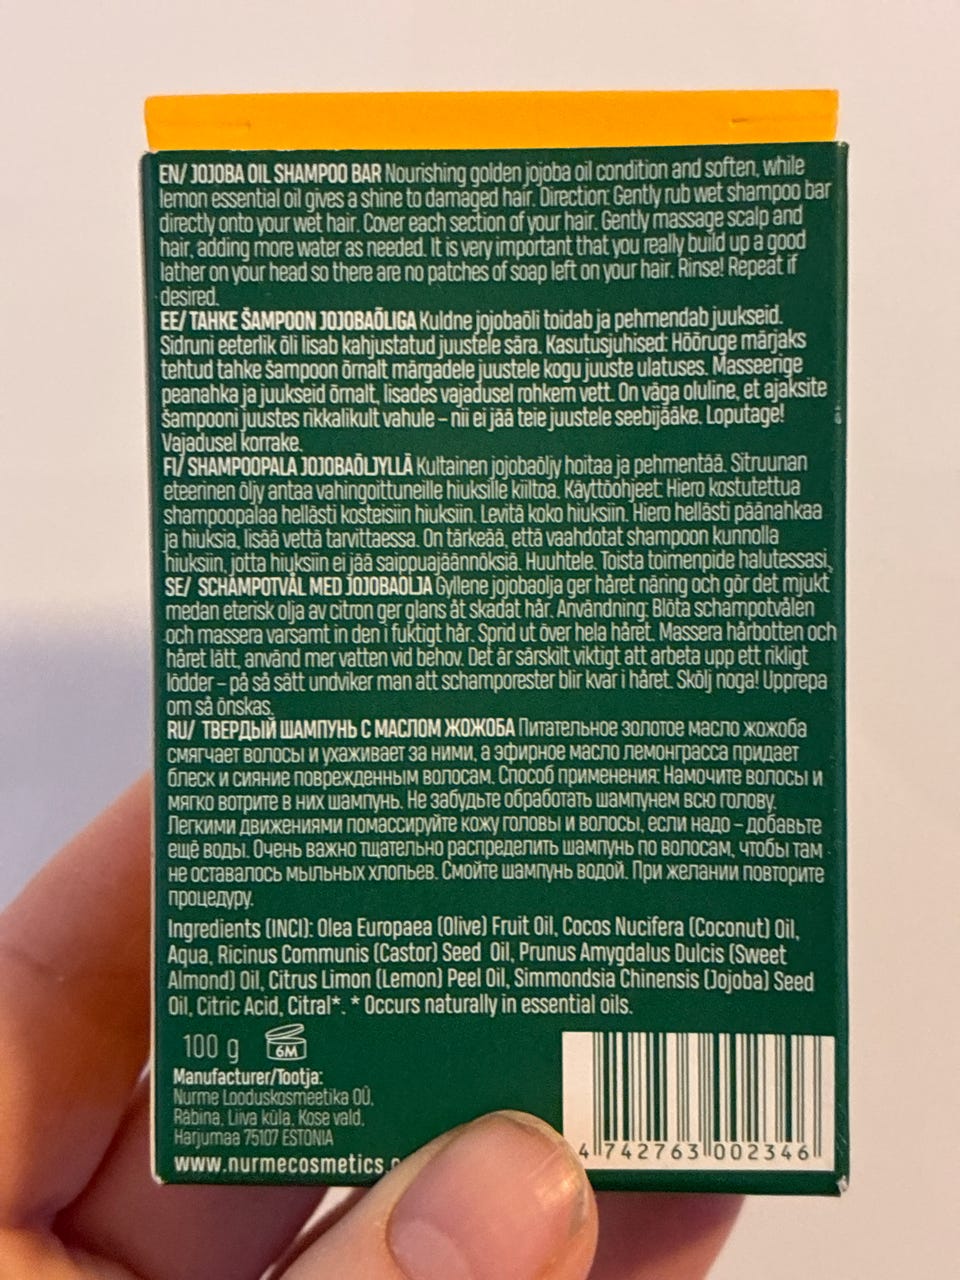 EN/ JOJOBA OIL SHAMPOO BAR Nourishing golden jojoba oil condition and soften, while
lemon essential oil gives a shine to damaged hair. Direction: Gently rub wet shampoo bar
directly onto your wet hair. Cover each section of your hair. Gently massage scalp and
hair, adding more water as needed. It is very important that you really build up a good
lather on your head so there are no patches of soap left on your hair. Rinse! Repeat if
desired.
EE/ TAHKE ŠAMPOON JOJOBAÕLIGA Kuldne jojobaõli toidab ja pehmendab juukseid.
Sidruni eeterlik õli lisab kahjustatud juustele sära. Kasutusjuhised: Hõõruge märjaks
tehtud tahke šampoon õrnalt märgadele juustele kogu juuste ulatuses. Masseerige
peanahka ja juukseid õrnalt, lisades vajadusel rohkem vett. On väga oluline, et ajaksite
šampooni juustes rikkalikult vahule – nii ei jää teie juustele seebijääke. Loputage!
Vajadusel korrake.
FI/ SHAMPOOPALA JOJOBAÖLJYLLÄ Kultainen jojobaöljy hoitaa ja pehmentää. Sitruunan
eteerinen öljy antaa vahingoittuneille hiuksille kiiltoa. Käyttöohjeet: Hiero kostutettua
shampoopalaa hellästi kosteisiin hiuksiin. Levitä koko hiuksiin. Hiero hellästi päänahkaa
ja hiuksia, lisää vettä tarvittaessa. On tärkeää, että vaahdotat shampoon kunnolla
hiuksiin, jotta hiuksiin ei jää saippuajäännöksiä. Huuhtele. Toista toimenpide halutessasi.
SE/ SCHAMPOTVÅL MED JOJOBAOLJA Gyllene jojobaolja ger håret näring och gör det mjukt
medan eterisk olja av citron ger glans åt skadat hår. Användning: Blöta schampotvålen
och massera varsamt in den i fuktigt hår. Sprid ut över hela håret. Massera hårbotten och
håret lätt, använd mer vatten vid behov. Det är särskilt viktigt att arbeta upp ett rikligt
lödder – på så sätt undviker man att schamporester blir kvar i håret. Skölj noga! Upprepa
om så önskas.
RU/ ТВЕРДЫЙ ШАМПУНЬ С МАСЛОМ ЖОЖОБА Питательное золотое масло жожоба
смягчает волосы и ухаживает за ними, а эфирное масло лемонграсса придает
блеск и сияние поврежденным волосам. Способ применения: Намочите волосы и
мягко вотрите в них шампунь. Не забудьте обработать шампунем всю голову.
Легкими движениями помассируйте кожу головы и волосы, если надо – добавьте
ещё воды. Очень важно тщательно распределить шампунь по волосам, чтобы там
не оставалось мыльных хлопьев. Смойте шампунь водой. При желании повторите
процедуру.
Ingredients (INCI): Olea Europaea (Olive) Fruit Oil, Cocos Nucifera (Coconut) Oil,
Aqua, Ricinus Communis (Castor) Seed Oil, Prunus Amygdalus Dulcis (Sweet
Almond) Oil, Citrus Limon (Lemon) Peel Oil, Simmondsia Chinensis (Jojoba) Seed
Oil, Citric Acid, Citral*. * Occurs naturally in essential oils.
100 g 6M
Manufacturer/Tootja:
Nurme Looduskosmeetika OÜ,
Räbina, Liiva küla, Kose vald,
Harjumaa 75107 ESTONIA
www.nurmecosmetics.c
4 742763 002346